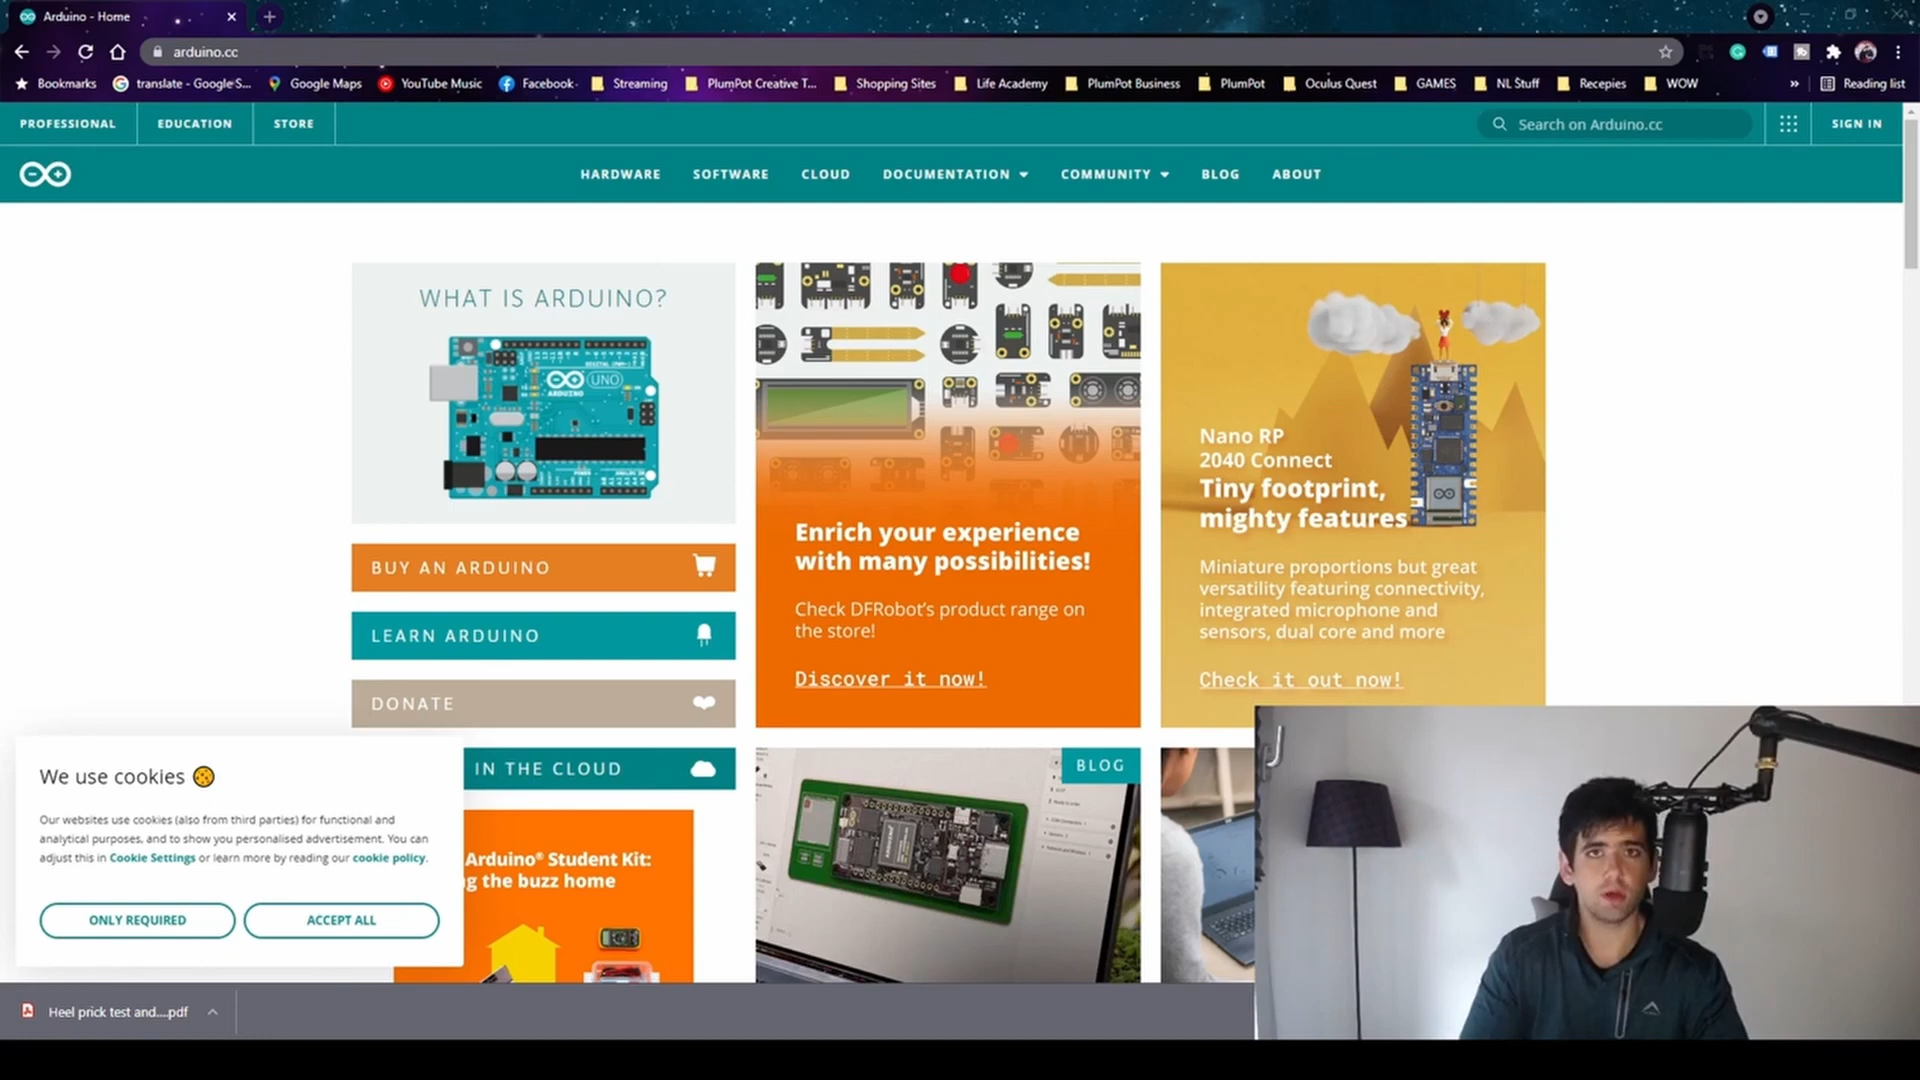 Arduino - Home
arduino.cc
Bookmarks
translate - Google S...
Google Maps
YouTube Music
Facebook
Streaming
PlumPot Creative T...
Shopping Sites
Life Academy
PlumPot Business
PlumPot
Oculus Quest
GAMES
NL Stuff
Recepies
WOW
»
Reading list
PROFESSIONAL
EDUCATION
STORE
Search on Arduino.cc
SIGN IN
HARDWARE
SOFTWARE
CLOUD
DOCUMENTATION
COMMUNITY
BLOG
ABOUT
WHAT IS ARDUINO?
UNO
ARDUINO
BUY AN ARDUINO
LEARN ARDUINO
DONATE
IN THE CLOUD
Arduino® Student Kit:
g the buzz home
Enrich your experience
with many possibilities!
Check DFRobot's product range on
the store!
Discover it now!
BLOG
Nano RP
2040 Connect
Tiny footprint,
mighty features
Miniature proportions but great
versatility featuring connectivity,
integrated microphone and
sensors, dual core and more
Check it out now!
We use cookies
Our websites use cookies (also from third parties) for functional and
analytical purposes, and to show you personalised advertisement. You can
adjust this in Cookie Settings or learn more by reading our cookie policy.
ONLY REQUIRED
ACCEPT ALL
Heel prick test and....pdf